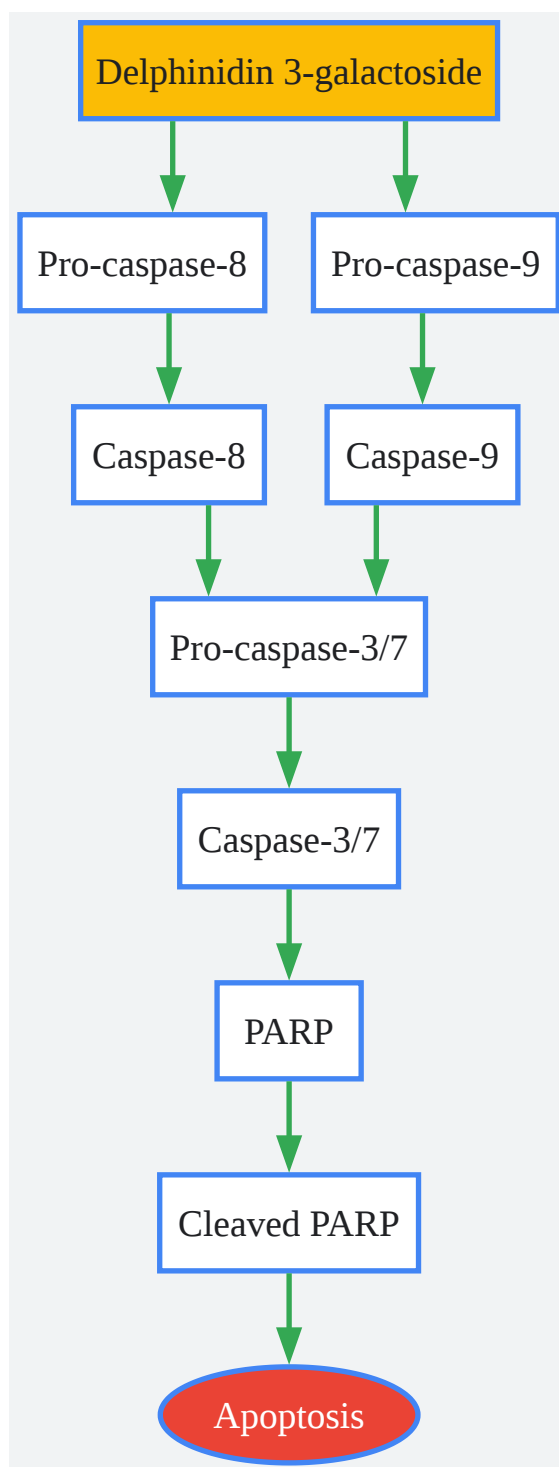 Delphinidin 3-galactoside
Pro-caspase-8
Pro-caspase-9
Caspase-8
Caspase-9
Pro-caspase-3/7
Caspase-3/7
PARP
Cleaved PARP
Apoptosis